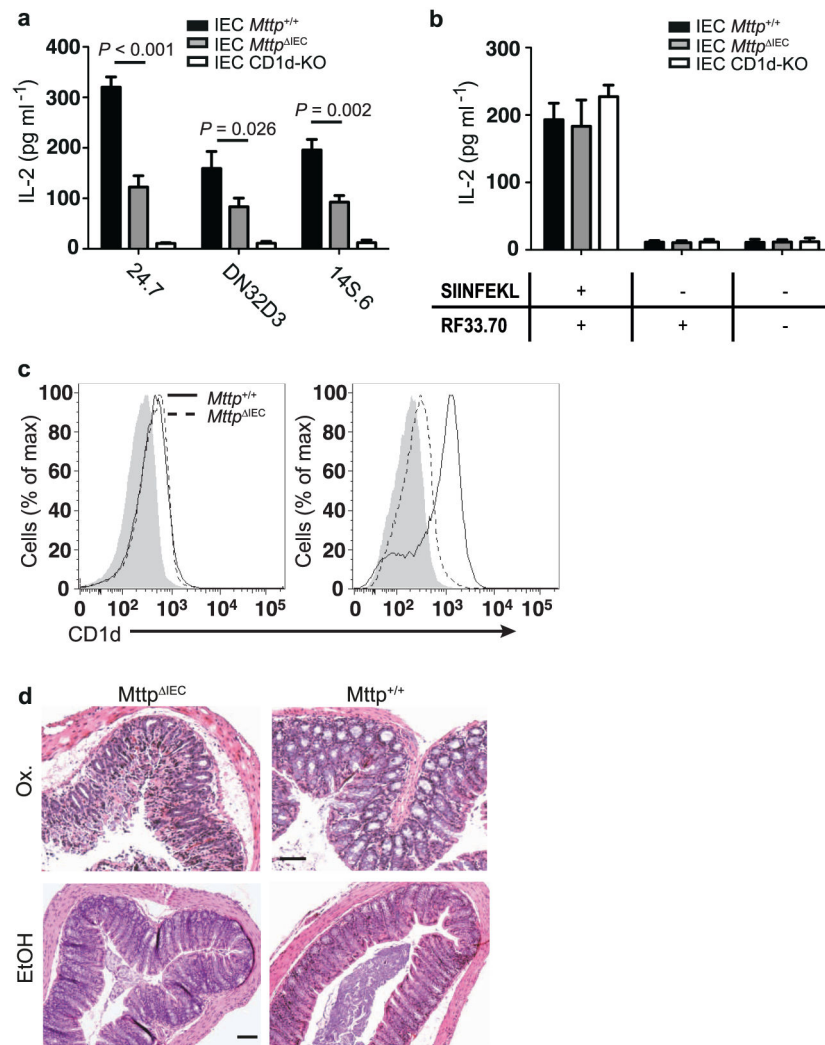 a
IEC Mttp+/+
IEC MttpΔIEC
IEC CD1d-KO
P < 0.001
P = 0.026
P = 0.002
IL-2 (pg ml−1)
400
300
200
100
0
24.7
DN32D3
14S.6
b
IEC Mttp+/+
IEC MttpΔIEC
IEC CD1d-KO
IL-2 (pg ml−1)
300
200
100
0
SIINFEKL + - -
RF33.70 + + -
c
Mttp+/+
MttpΔIEC
Cells (% of max)
100
80
60
40
20
0
0 10² 10³ 10⁴ 10⁵
Cells (% of max)
100
80
60
40
20
0
0 10² 10³ 10⁴ 10⁵
CD1d
d
MttpΔIEC
Mttp+/+
Ox.
EtOH